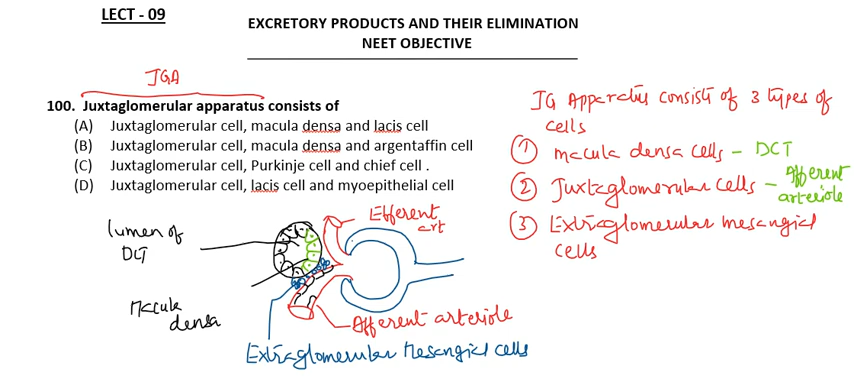 LECT - 09
EXCRETORY PRODUCTS AND THEIR ELIMINATION
NEET OBJECTIVE
JGA
100. Juxtaglomerular apparatus consists of
(A) Juxtaglomerular cell, macula densa and lacis cell
(B) Juxtaglomerular cell, macula densa and argentaffin cell
(C) Juxtaglomerular cell, Purkinje cell and chief cell .
(D) Juxtaglomerular cell, lacis cell and myoepithelial cell
JG Apparatus consists of 3 types of
cells
① macula densa cells – DCT
② Juxtaglomerular cells – Afferent
arteriole
③ Extraglomerular mesangial
cells
Efferent
art
lumen of
DCT
Macula
densa
Afferent arteriole
Extraglomerular Mesangial cells